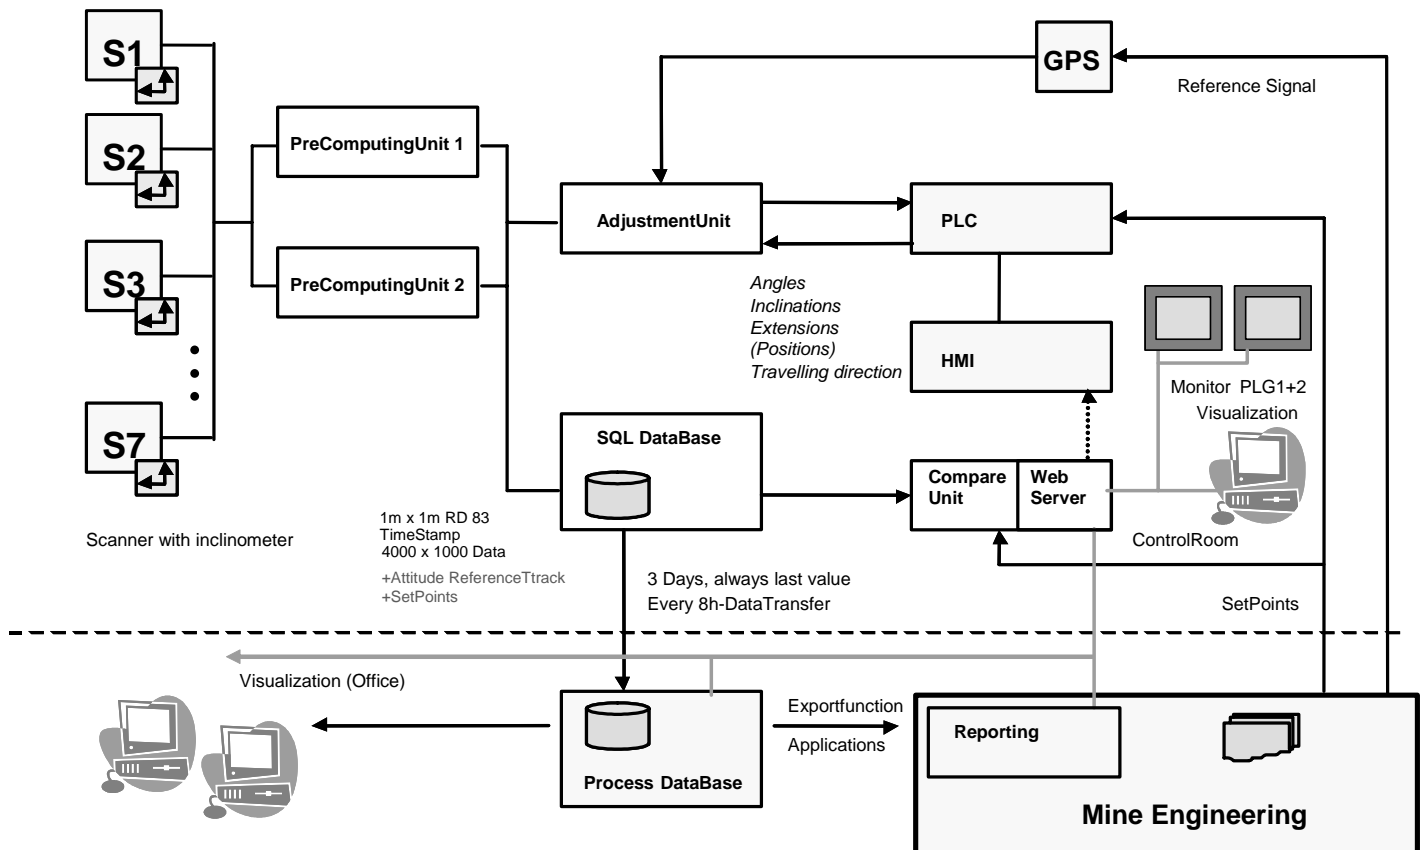 S1
S2
S3
S7
Scanner with inclinometer
PreComputingUnit 1
PreComputingUnit 2
GPS
Reference Signal
AdjustmentUnit
PLC
Angles
Inclinations
Extensions
(Positions)
Travelling direction
HMI
Monitor PLG1+2
Visualization
SQL DataBase
Compare
Unit
Web
Server
ControlRoom
1m x 1m RD 83
TimeStamp
4000 x 1000 Data
+Attitude ReferenceTtrack
+SetPoints
3 Days, always last value
Every 8h-DataTransfer
SetPoints
Visualization (Office)
Process DataBase
Exportfunction
Applications
Reporting
Mine Engineering